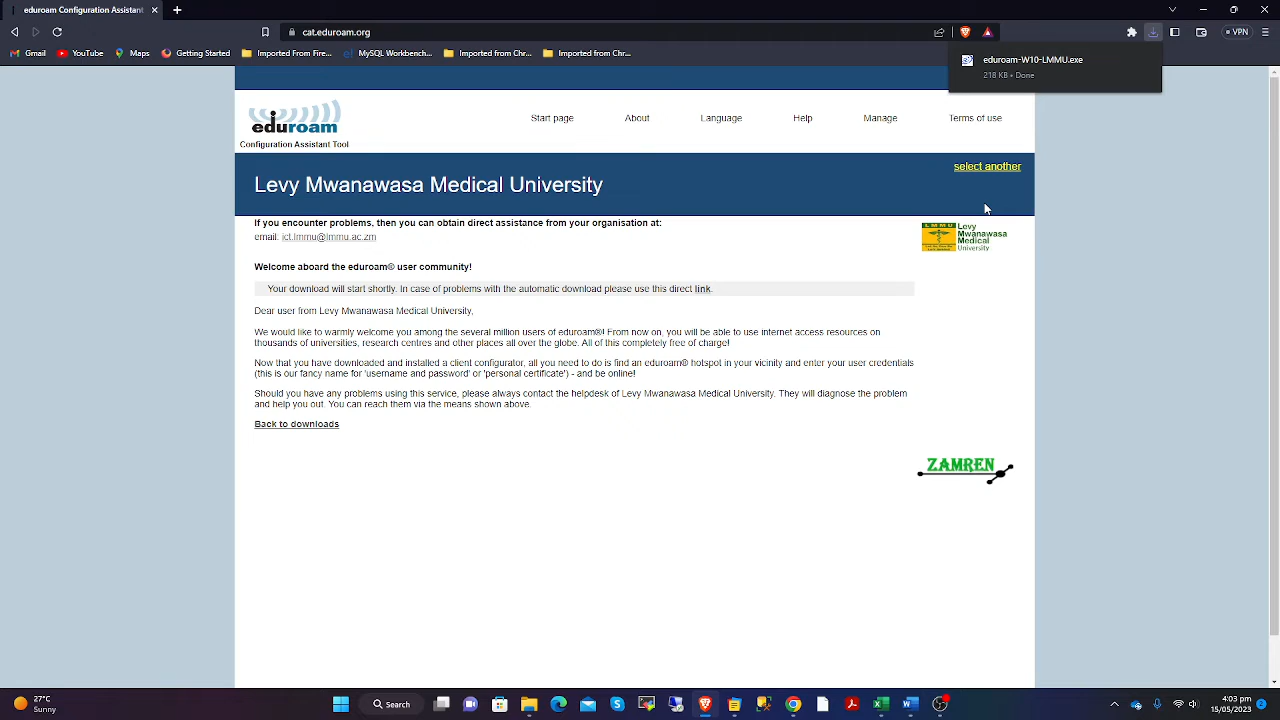 eduroam Configuration Assistant
cat.eduroam.org
VPN
Gmail
YouTube
Maps
Getting Started
Imported From Fire...
MySQL Workbench...
Imported from Chr...
Imported from Chr...
eduroam-W10-LMMU.exe
218 KB • Done
eduroam
Configuration Assistant Tool
Start page
About
Language
Help
Manage
Terms of use
select another
Levy Mwanawasa Medical University
If you encounter problems, then you can obtain direct assistance from your organisation at:
email: ict.lmmu@lmmu.ac.zm
LMMU
Levy
Mwanawasa
Medical
University
Welcome aboard the eduroam® user community!
Your download will start shortly. In case of problems with the automatic download please use this direct link.
Dear user from Levy Mwanawasa Medical University,
We would like to warmly welcome you among the several million users of eduroam®! From now on, you will be able to use internet access resources on
thousands of universities, research centres and other places all over the globe. All of this completely free of charge!
Now that you have downloaded and installed a client configurator, all you need to do is find an eduroam® hotspot in your vicinity and enter your user credentials
(this is our fancy name for 'username and password' or 'personal certificate') - and be online!
Should you have any problems using this service, please always contact the helpdesk of Levy Mwanawasa Medical University. They will diagnose the problem
and help you out. You can reach them via the means shown above.
Back to downloads
ZAMREN
27°C
Sunny
Search
4:03 pm
15/05/2023
2